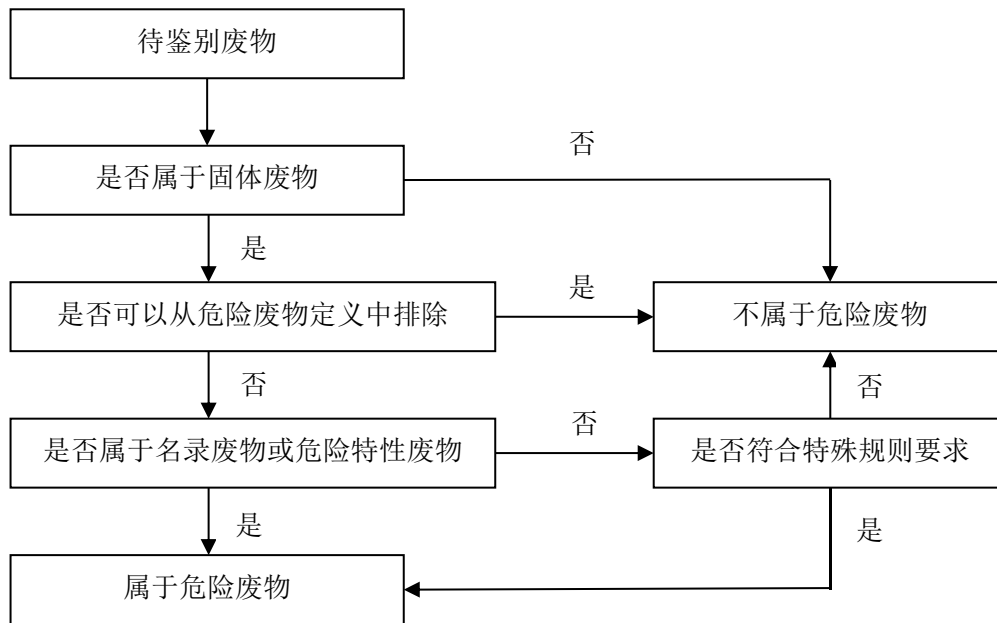 待鉴别废物
否
是否属于固体废物
是
是
是否可以从危险废物定义中排除
不属于危险废物
否
否
否
是否属于名录废物或危险特性废物
是否符合特殊规则要求
是
是
属于危险废物